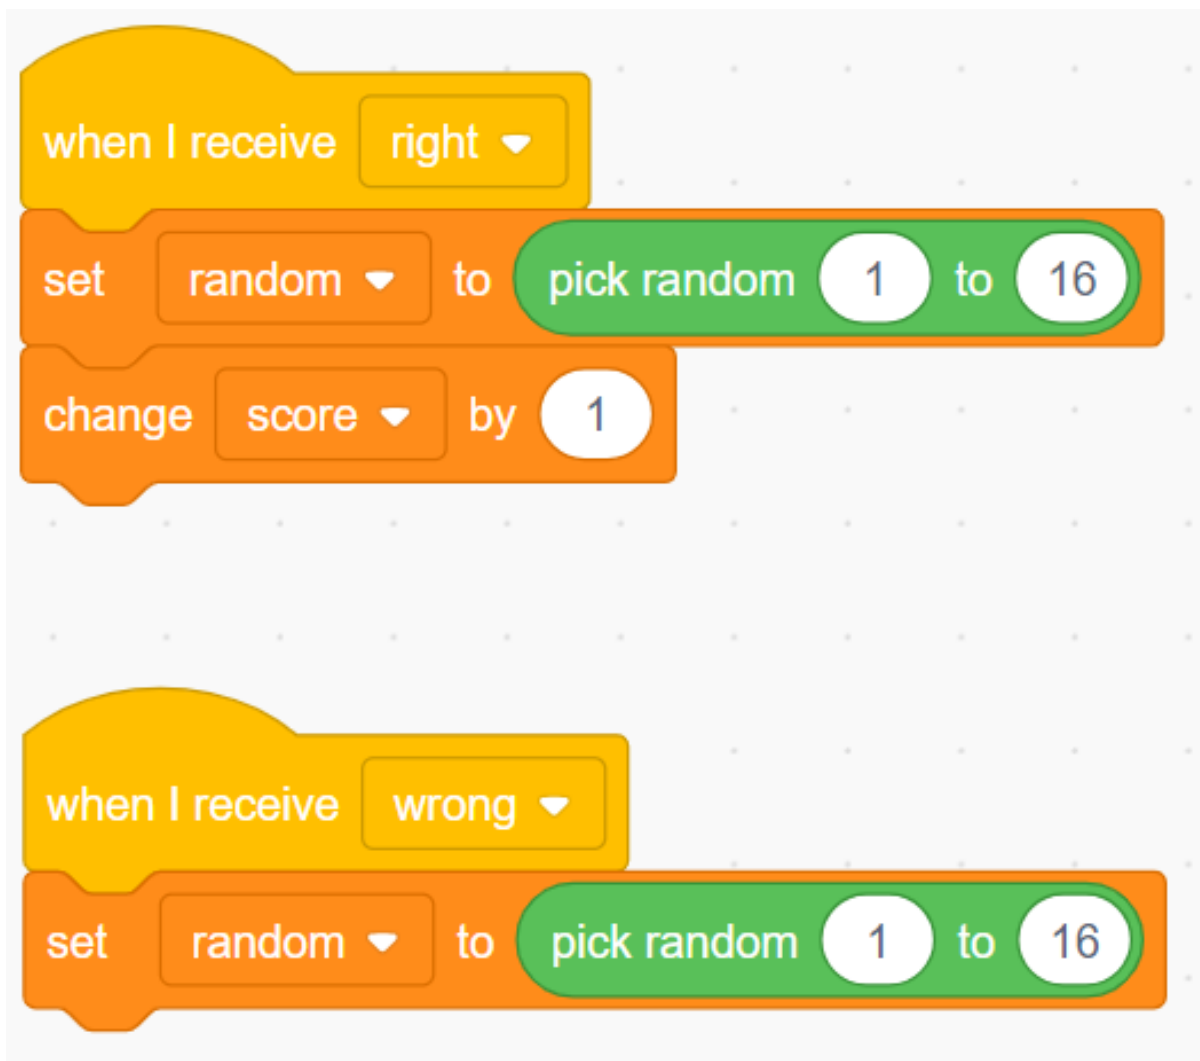 when I receive right
set random to pick random 1 to 16
change score by 1
when I receive wrong
set random to pick random 1 to 16